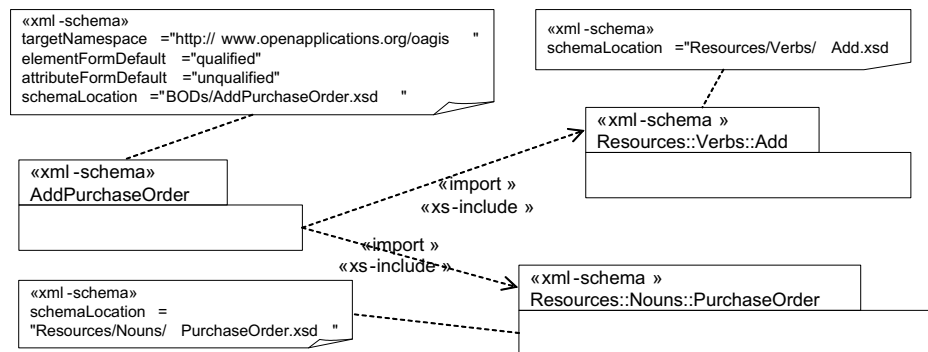 «xml-schema»
targetNamespace ="http:// www.openapplications.org/oagis "
elementFormDefault ="qualified"
attributeFormDefault ="unqualified"
schemaLocation ="BODs/AddPurchaseOrder.xsd "
«xml-schema»
schemaLocation ="Resources/Verbs/ Add.xsd
«xml-schema »
Resources::Verbs::Add
«xml-schema»
AddPurchaseOrder
«import »
«xs-include »
«import »
«xs-include »
«xml-schema »
Resources::Nouns::PurchaseOrder
«xml-schema»
schemaLocation =
"Resources/Nouns/ PurchaseOrder.xsd "